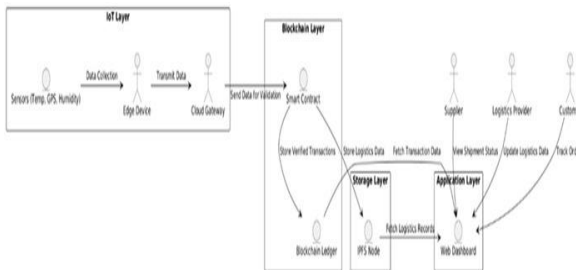 IoT Layer
Data Collection
Transmit Data
Sensors (Temp, GPS, Humidity)
Edge Device
Cloud Gateway
Send Data for Validation
Blockchain Layer
Smart Contract
Supplier
Logistics Provider
Custom
Store Verified Transactions
Store Logistics Data
Fetch Transaction Data
View Shipment Status
Update Logistics Data
Track Ord
Storage Layer
Application Layer
Blockchain Ledger
IPFS Node
Fetch Logistics Records
Web Dashboard